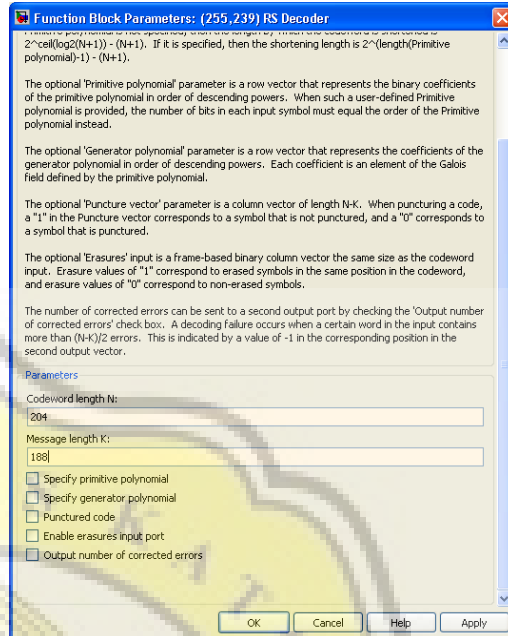 Function Block Parameters: (255,239) RS Decoder
2^ceil(log2(N+1)) - (N+1). If it is specified, then the shortening length is 2^(length(Primitive
polynomial)-1) - (N+1).
The optional 'Primitive polynomial' parameter is a row vector that represents the binary coefficients
of the primitive polynomial in order of descending powers. When such a user-defined Primitive
polynomial is provided, the number of bits in each input symbol must equal the order of the Primitive
polynomial instead.
The optional 'Generator polynomial' parameter is a row vector that represents the coefficients of the
generator polynomial in order of descending powers. Each coefficient is an element of the Galois
field defined by the primitive polynomial.
The optional 'Puncture vector' parameter is a column vector of length N-K. When puncturing a code,
a "1" in the Puncture vector corresponds to a symbol that is not punctured, and a "0" corresponds to
a symbol that is punctured.
The optional 'Erasures' input is a frame-based binary column vector the same size as the codeword
input. Erasure values of "1" correspond to erased symbols in the same position in the codeword,
and erasure values of "0" correspond to non-erased symbols.
The number of corrected errors can be sent to a second output port by checking the 'Output number
of corrected errors' check box. A decoding failure occurs when a certain word in the input contains
more than (N-K)/2 errors. This is indicated by a value of -1 in the corresponding position in the
second output vector.
Parameters
Codeword length N:
204
Message length K:
188
Specify primitive polynomial
Specify generator polynomial
Punctured code
Enable erasures input port
Output number of corrected errors
OK Cancel Help Apply